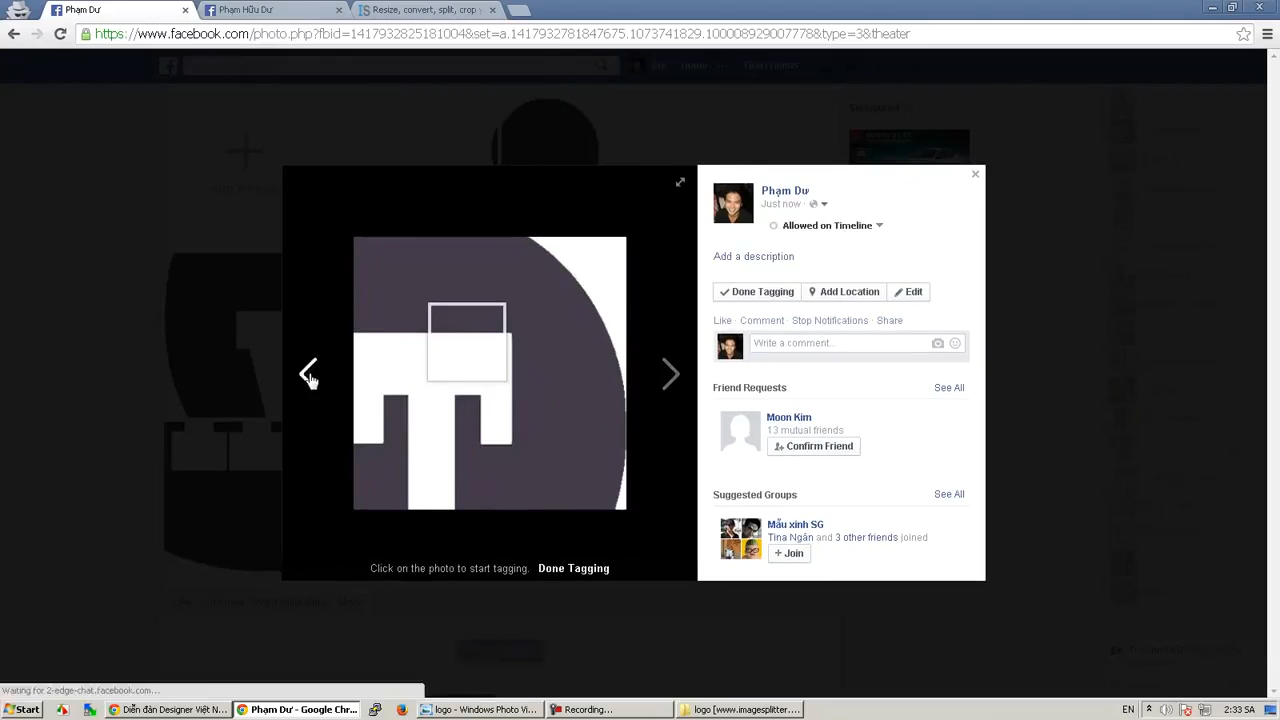 Phạm Dư
Phạm Hữu Dư
Resize, convert, split, crop y
https://www.facebook.com/photo.php?fbid=1417932825181004&set=a.1417932781847675.1073741829.100008929007778&type=3&theater
Phạm Dư
Just now
Allowed on Timeline
Add a description
Done Tagging
Add Location
Edit
Like · Comment · Stop Notifications · Share
Write a comment...
Friend Requests
See All
Moon Kim
13 mutual friends
Confirm Friend
Suggested Groups
See All
Mẫu xinh SG
Tina Ngân and 3 other friends joined
+ Join
Click on the photo to start tagging. Done Tagging
Waiting for 2-edge-chat.facebook.com...
Start
Diễn đàn Designer Việt N...
Phạm Dư - Google Chr...
logo - Windows Photo Vi...
Recording...
logo [www.imagesplitter....
EN
2:33 SA